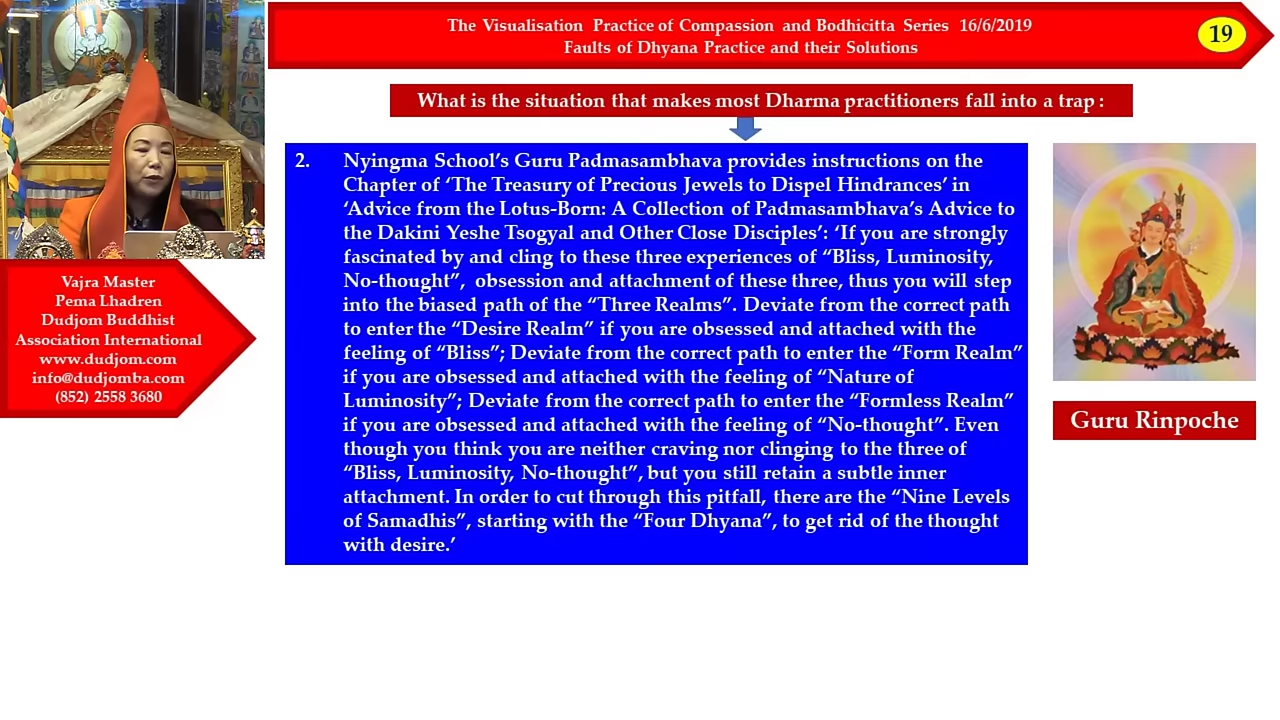 The Visualisation Practice of Compassion and Bodhicitta Series 16/6/2019
Faults of Dhyana Practice and their Solutions
19
What is the situation that makes most Dharma practitioners fall into a trap :
2. Nyingma School's Guru Padmasambhava provides instructions on the
Chapter of ‘The Treasury of Precious Jewels to Dispel Hindrances’ in
‘Advice from the Lotus-Born: A Collection of Padmasambhava’s Advice to
the Dakini Yeshe Tsogyal and Other Close Disciples’: ‘If you are strongly
fascinated by and cling to these three experiences of “Bliss, Luminosity,
No-thought”, obsession and attachment of these three, thus you will step
into the biased path of the “Three Realms”. Deviate from the correct path
to enter the “Desire Realm” if you are obsessed and attached with the
feeling of “Bliss”; Deviate from the correct path to enter the “Form Realm”
if you are obsessed and attached with the feeling of “Nature of
Luminosity”; Deviate from the correct path to enter the “Formless Realm”
if you are obsessed and attached with the feeling of “No-thought”. Even
though you think you are neither craving nor clinging to the three of
“Bliss, Luminosity, No-thought”, but you still retain a subtle inner
attachment. In order to cut through this pitfall, there are the “Nine Levels
of Samadhis”, starting with the “Four Dhyana”, to get rid of the thought
with desire.’
Vajra Master
Pema Lhadren
Dudjom Buddhist
Association International
www.dudjom.com
info@dudjomba.com
(852) 2558 3680
Guru Rinpoche